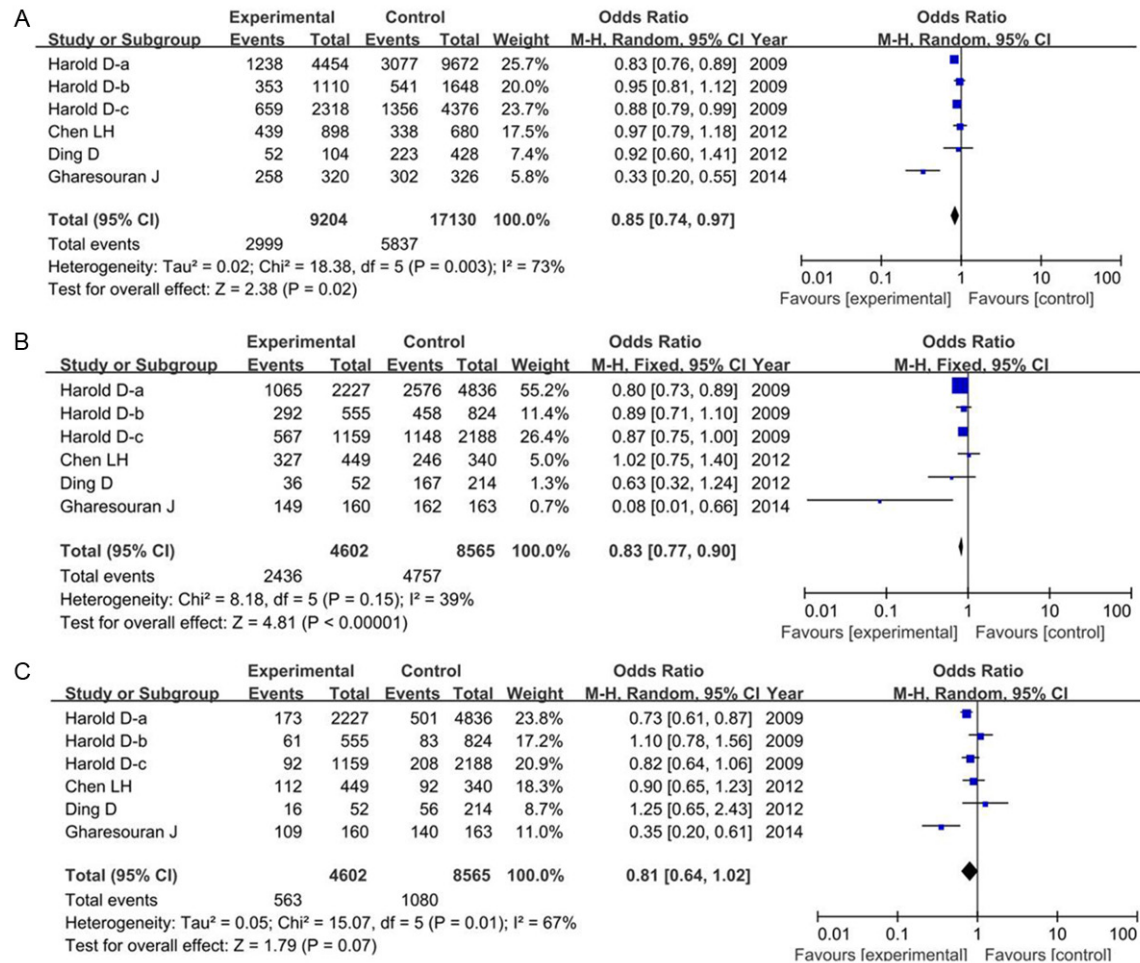 A
Experimental Control Odds Ratio Odds Ratio
Study or Subgroup Events Total Events Total Weight M-H, Random, 95% CI Year M-H, Random, 95% CI
Harold D-a 1238 4454 3077 9672 25.7% 0.83 [0.76, 0.89] 2009
Harold D-b 353 1110 541 1648 20.0% 0.95 [0.81, 1.12] 2009
Harold D-c 659 2318 1356 4376 23.7% 0.88 [0.79, 0.99] 2009
Chen LH 439 898 338 680 17.5% 0.97 [0.79, 1.18] 2012
Ding D 52 104 223 428 7.4% 0.92 [0.60, 1.41] 2012
Gharesouran J 258 320 302 326 5.8% 0.33 [0.20, 0.55] 2014
Total (95% CI) 9204 17130 100.0% 0.85 [0.74, 0.97]
Total events 2999 5837
Heterogeneity: Tau² = 0.02; Chi² = 18.38, df = 5 (P = 0.003); I² = 73%
Test for overall effect: Z = 2.38 (P = 0.02)
0.01 0.1 1 10 100
Favours [experimental] Favours [control]
B
Experimental Control Odds Ratio Odds Ratio
Study or Subgroup Events Total Events Total Weight M-H, Fixed, 95% CI Year M-H, Fixed, 95% CI
Harold D-a 1065 2227 2576 4836 55.2% 0.80 [0.73, 0.89] 2009
Harold D-b 292 555 458 824 11.4% 0.89 [0.71, 1.10] 2009
Harold D-c 567 1159 1148 2188 26.4% 0.87 [0.75, 1.00] 2009
Chen LH 327 449 246 340 5.0% 1.02 [0.75, 1.40] 2012
Ding D 36 52 167 214 1.3% 0.63 [0.32, 1.24] 2012
Gharesouran J 149 160 162 163 0.7% 0.08 [0.01, 0.66] 2014
Total (95% CI) 4602 8565 100.0% 0.83 [0.77, 0.90]
Total events 2436 4757
Heterogeneity: Chi² = 8.18, df = 5 (P = 0.15); I² = 39%
Test for overall effect: Z = 4.81 (P < 0.00001)
0.01 0.1 1 10 100
Favours [experimental] Favours [control]
C
Experimental Control Odds Ratio Odds Ratio
Study or Subgroup Events Total Events Total Weight M-H, Random, 95% CI Year M-H, Random, 95% CI
Harold D-a 173 2227 501 4836 23.8% 0.73 [0.61, 0.87] 2009
Harold D-b 61 555 83 824 17.2% 1.10 [0.78, 1.56] 2009
Harold D-c 92 1159 208 2188 20.9% 0.82 [0.64, 1.06] 2009
Chen LH 112 449 92 340 18.3% 0.90 [0.65, 1.23] 2012
Ding D 16 52 56 214 8.7% 1.25 [0.65, 2.43] 2012
Gharesouran J 109 160 140 163 11.0% 0.35 [0.20, 0.61] 2014
Total (95% CI) 4602 8565 100.0% 0.81 [0.64, 1.02]
Total events 563 1080
Heterogeneity: Tau² = 0.05; Chi² = 15.07, df = 5 (P = 0.01); I² = 67%
Test for overall effect: Z = 1.79 (P = 0.07)
0.01 0.1 1 10 100
Favours [experimental] Favours [control]